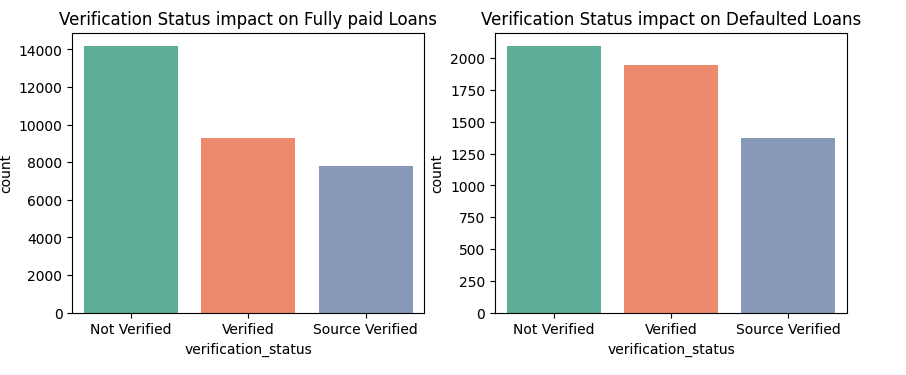 Verification Status impact on Fully paid Loans
count
14000
12000
10000
8000
6000
4000
2000
0
Not Verified
Verified
Source Verified
verification_status
Verification Status impact on Defaulted Loans
count
2000
1750
1500
1250
1000
750
500
250
0
Not Verified
Verified
Source Verified
verification_status